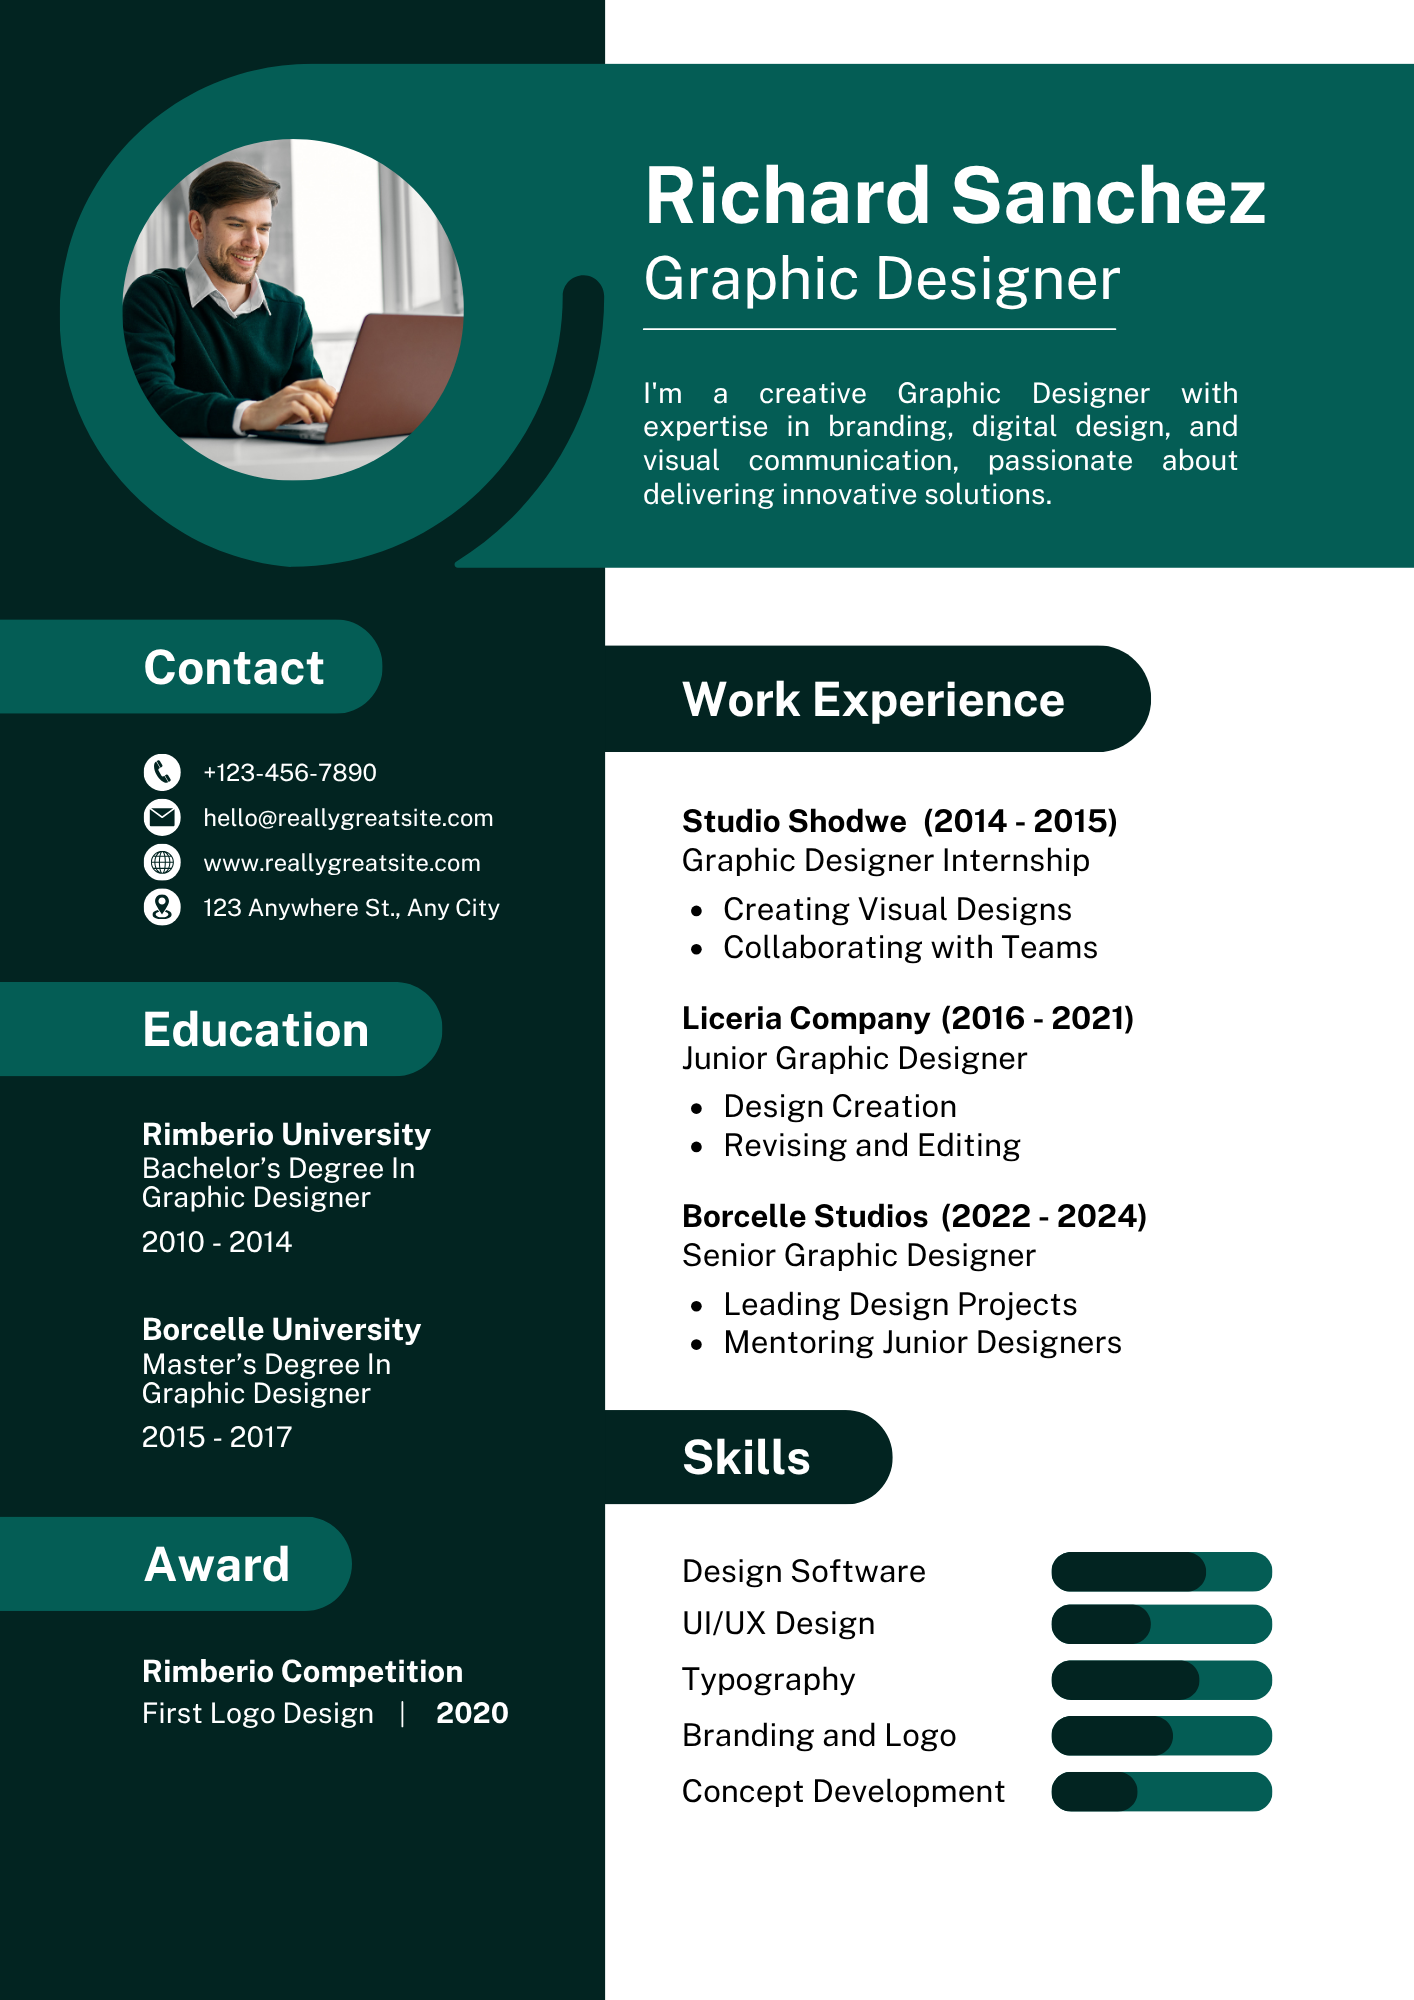 Richard Sanchez
Graphic Designer
I'm a creative Graphic Designer with
expertise in branding, digital design, and
visual communication, passionate about
delivering innovative solutions.
Contact
+123-456-7890
hello@reallygreatsite.com
www.reallygreatsite.com
123 Anywhere St., Any City
Education
Rimberio University
Bachelor’s Degree In
Graphic Designer
2010 - 2014
Borcelle University
Master’s Degree In
Graphic Designer
2015 - 2017
Award
Rimberio Competition
First Logo Design | 2020
Work Experience
Studio Shodwe (2014 - 2015)
Graphic Designer Internship
• Creating Visual Designs
• Collaborating with Teams
Liceria Company (2016 - 2021)
Junior Graphic Designer
• Design Creation
• Revising and Editing
Borcelle Studios (2022 - 2024)
Senior Graphic Designer
• Leading Design Projects
• Mentoring Junior Designers
Skills
Design Software
UI/UX Design
Typography
Branding and Logo
Concept Development